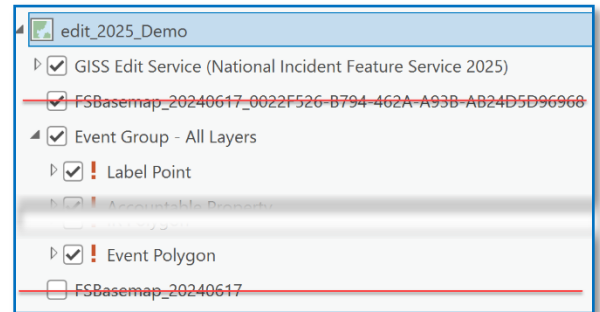 edit_2025_Demo
GISS Edit Service (National Incident Feature Service 2025)
FSBasemap_20240617_0022F526-B794-462A-A93B-AB24D5D96968
Event Group - All Layers
! Label Point
! Accountable Property
! Event Polygon
FSBasemap_20240617